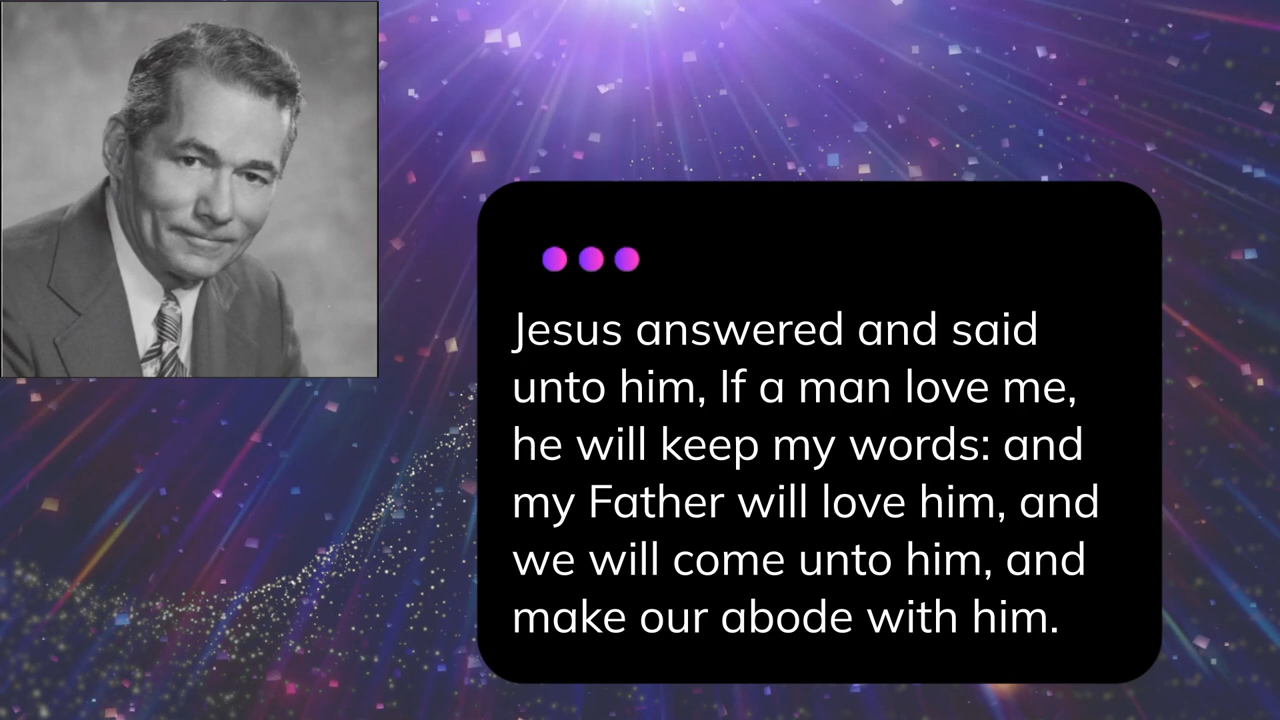 Jesus answered and said
unto him, If a man love me,
he will keep my words: and
my Father will love him, and
we will come unto him, and
make our abode with him.